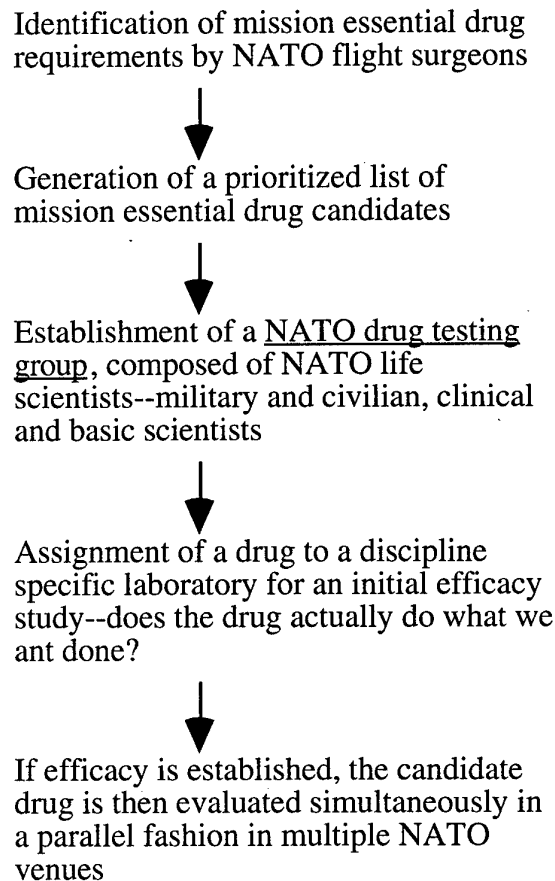 Identification of mission essential drug
requirements by NATO flight surgeons
Generation of a prioritized list of
mission essential drug candidates
Establishment of a NATO drug testing
group, composed of NATO life
scientists--military and civilian, clinical
and basic scientists
Assignment of a drug to a discipline
specific laboratory for an initial efficacy
study--does the drug actually do what we
ant done?
If efficacy is established, the candidate
drug is then evaluated simultaneously in
a parallel fashion in multiple NATO
venues